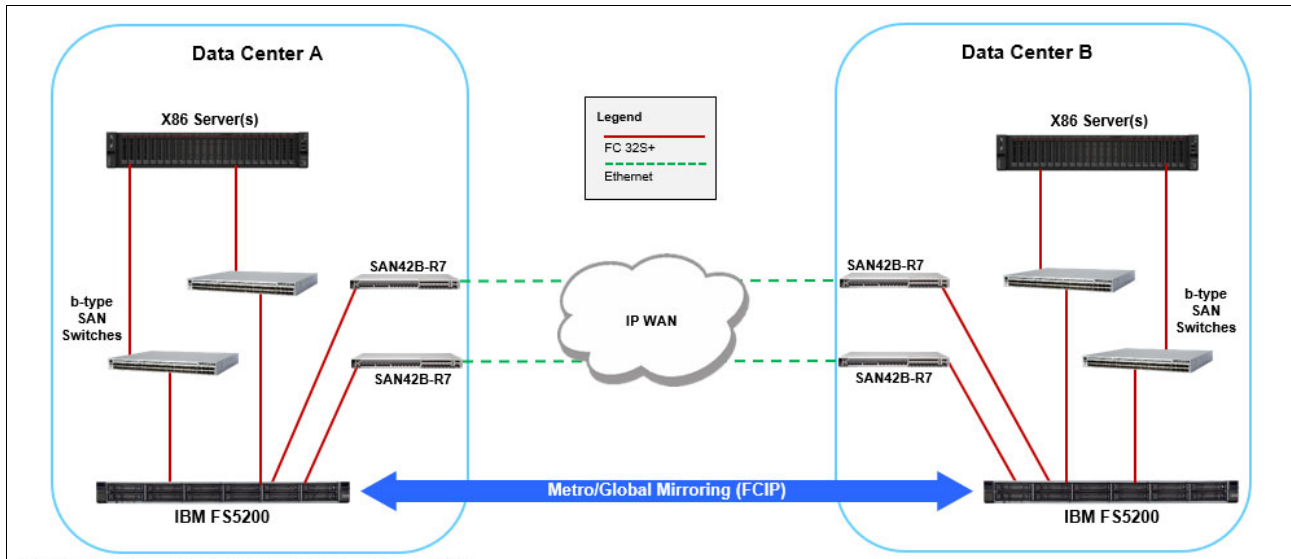 Data Center A
Data Center B
X86 Server(s)
Legend
FC 32S+
Ethernet
X86 Server(s)
SAN42B-R7
SAN42B-R7
b-type
SAN
Switches
IP WAN
b-type
SAN
Switches
SAN42B-R7
SAN42B-R7
Metro/Global Mirroring (FCIP)
IBM FS5200
IBM FS5200